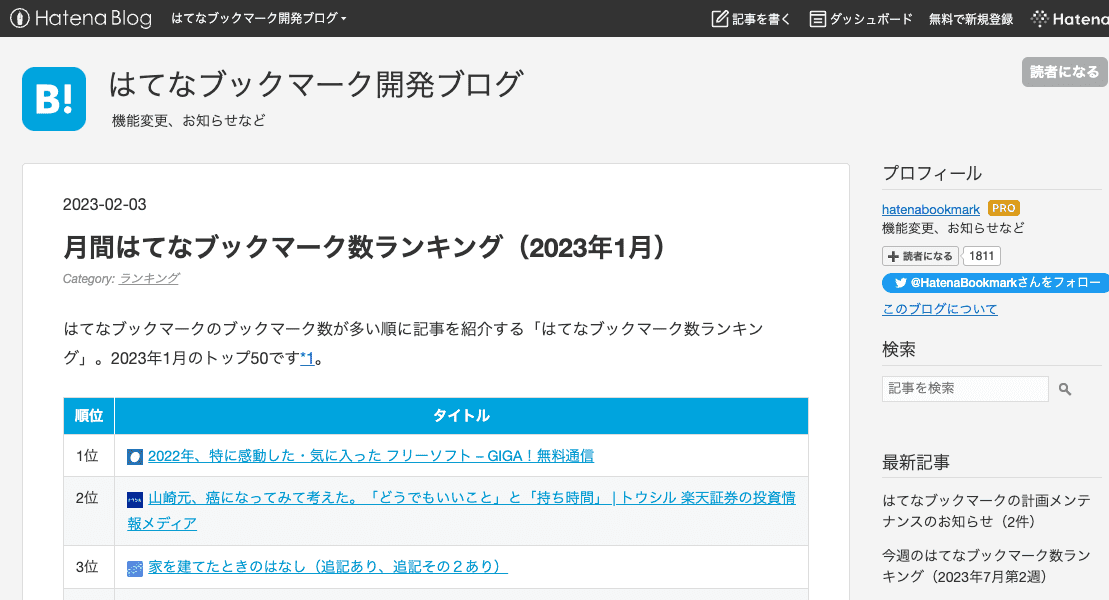 Hatena Blog
はてなブックマーク開発ブログ
記事を書く
ダッシュボード
無料で新規登録
Hatena
B!
はてなブックマーク開発ブログ
機能変更、お知らせなど
読者になる
2023-02-03
月間はてなブックマーク数ランキング（2023年1月）
Category: ランキング
はてなブックマークのブックマーク数が多い順に記事を紹介する「はてなブックマーク数ランキン
グ」。2023年1月のトップ50です*1。
順位 タイトル
1位 2022年、特に感動した・気に入った フリーソフト – GIGA！無料通信
2位 山崎元、癌になってみて考えた。「どうでもいいこと」と「持ち時間」 | トウシル 楽天証券の投資情
報メディア
3位 家を建てたときのはなし（追記あり、追記その２あり）
プロフィール
hatenabookmark PRO
機能変更、お知らせなど
読者になる 1811
@HatenaBookmarkさんをフォロー
このブログについて
検索
記事を検索
最新記事
はてなブックマークの計画メンテ
ナンスのお知らせ（2件）
今週のはてなブックマーク数ラン
キング（2023年7月第2週）